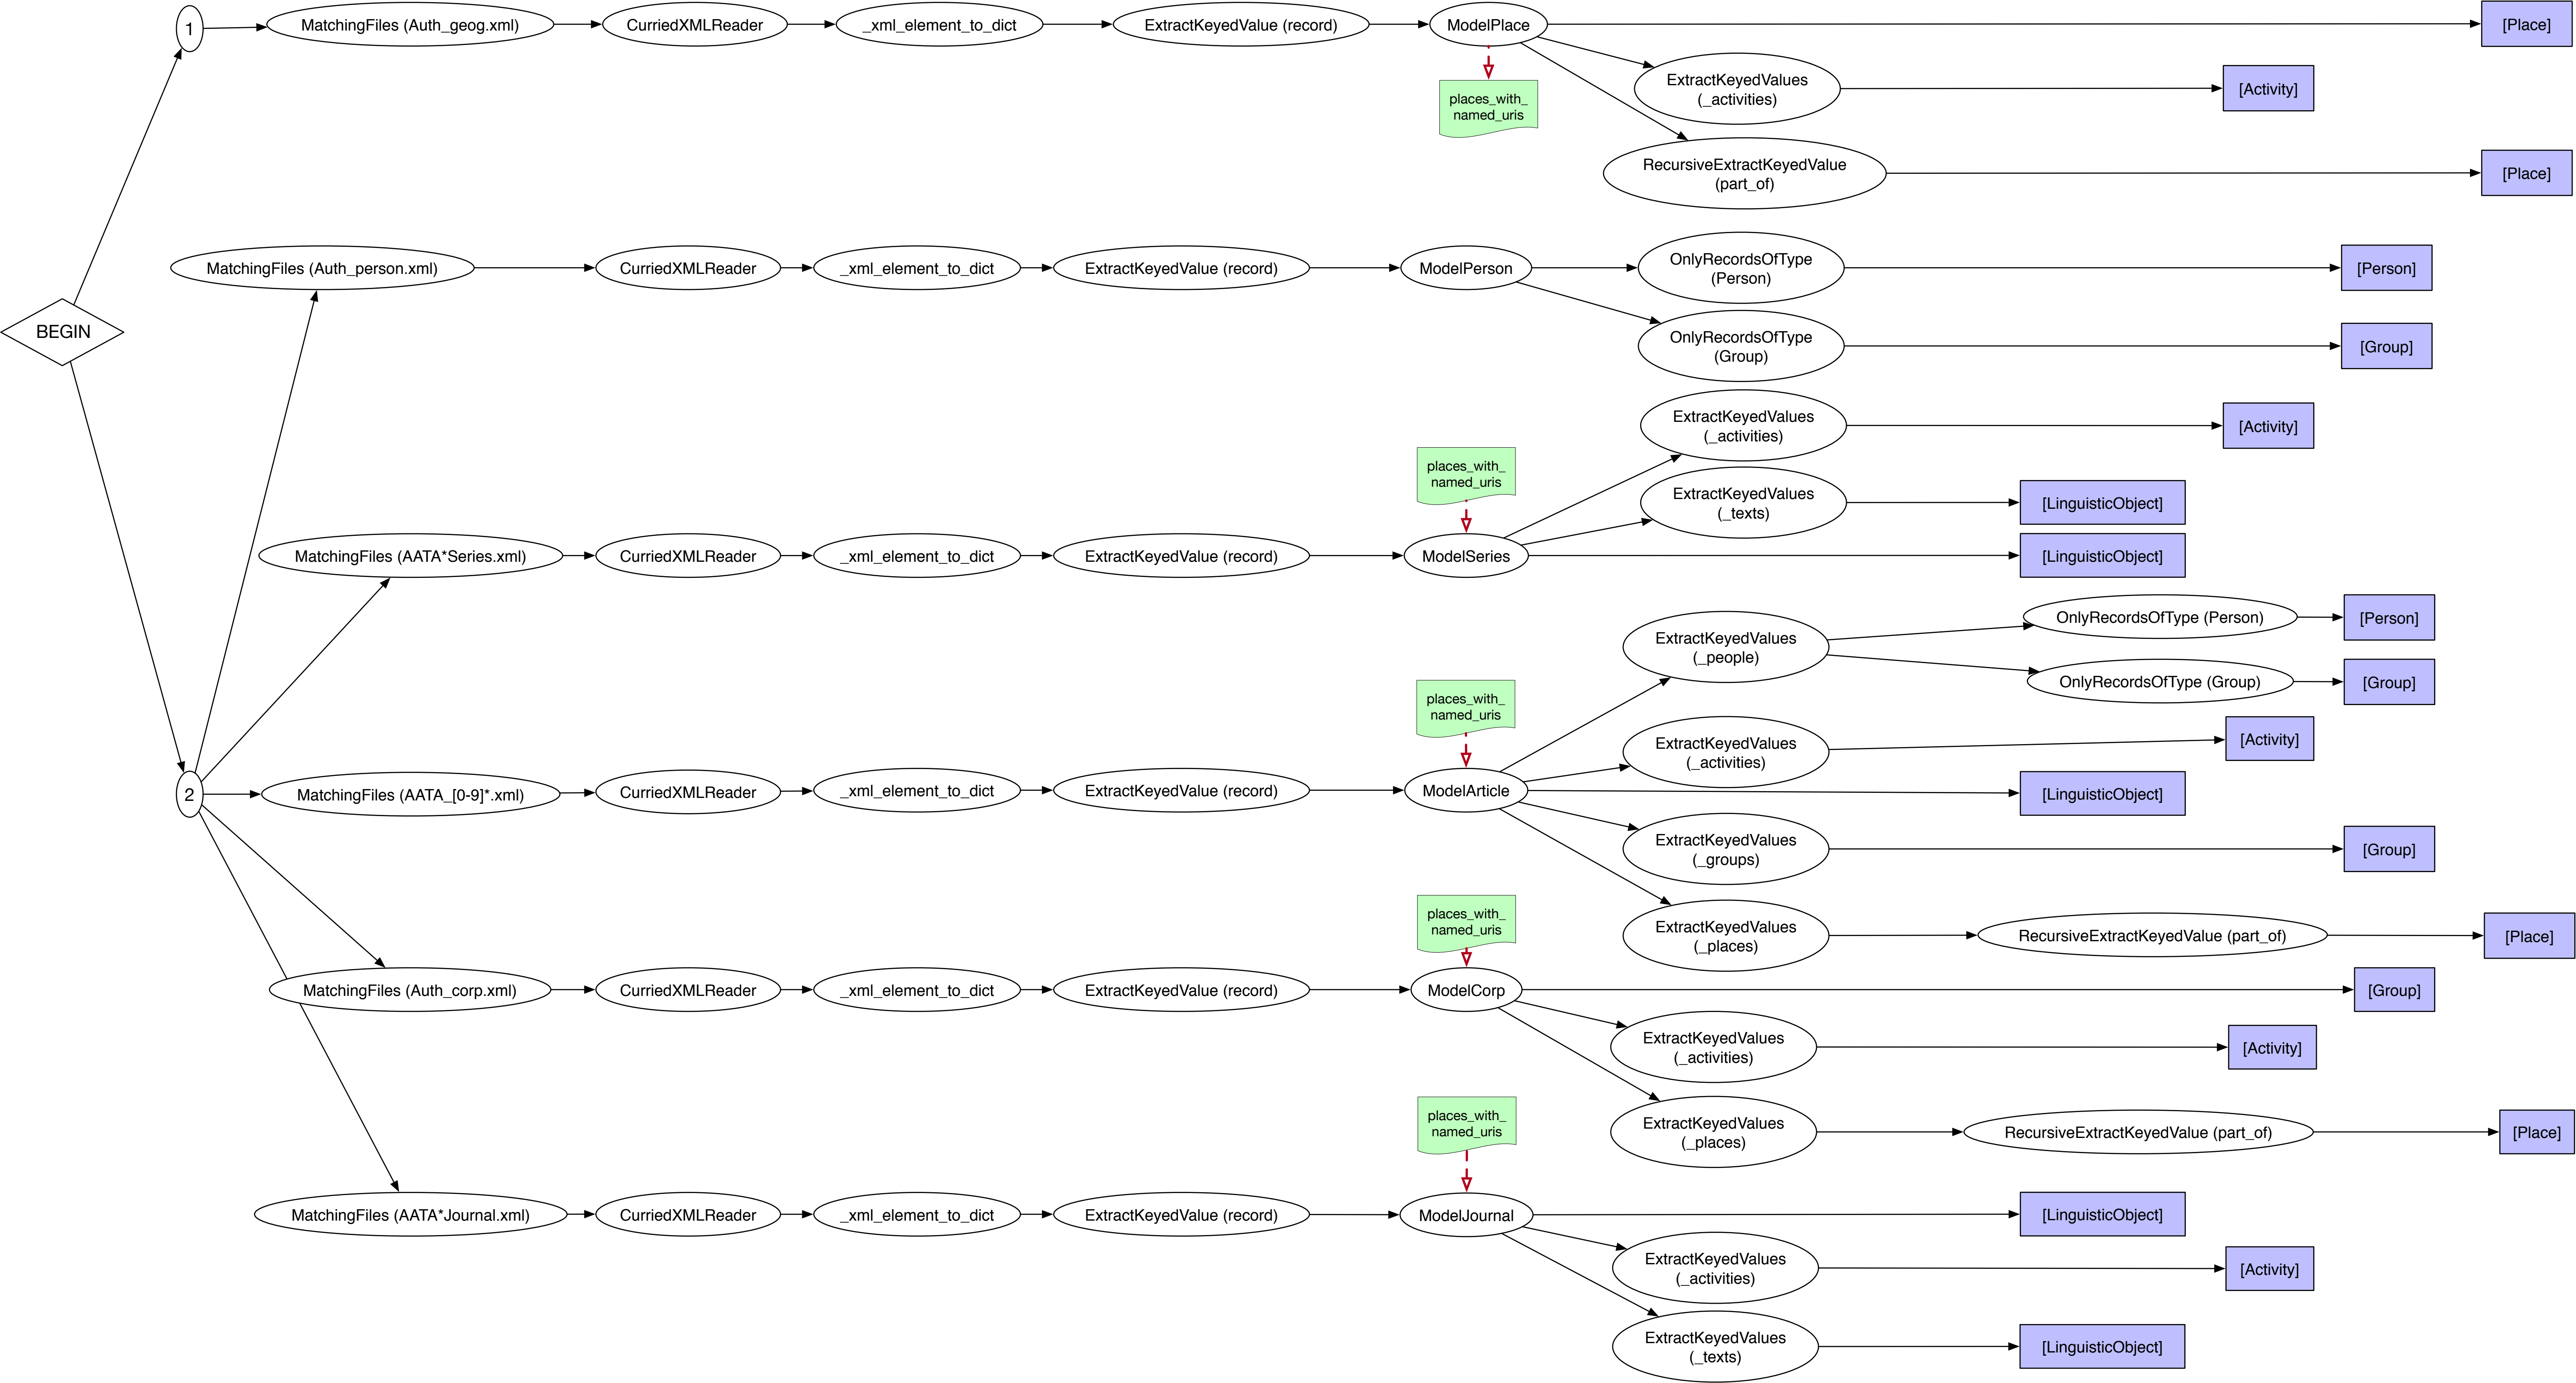 1
MatchingFiles (Auth_geog.xml)
CurriedXMLReader
_xml_element_to_dict
ExtractKeyedValue (record)
ModelPlace
[Place]
places_with_
named_uris
ExtractKeyedValues
(_activities)
[Activity]
RecursiveExtractKeyedValue
(part_of)
[Place]
BEGIN
MatchingFiles (Auth_person.xml)
CurriedXMLReader
_xml_element_to_dict
ExtractKeyedValue (record)
ModelPerson
OnlyRecordsOfType
(Person)
[Person]
OnlyRecordsOfType
(Group)
[Group]
ExtractKeyedValues
(_activities)
[Activity]
places_with_
named_uris
ExtractKeyedValues
(_texts)
[LinguisticObject]
MatchingFiles (AATA*Series.xml)
CurriedXMLReader
_xml_element_to_dict
ExtractKeyedValue (record)
ModelSeries
[LinguisticObject]
ExtractKeyedValues
(_people)
OnlyRecordsOfType (Person)
[Person]
OnlyRecordsOfType (Group)
[Group]
places_with_
named_uris
ExtractKeyedValues
(_activities)
[Activity]
2
MatchingFiles (AATA_[0-9]*.xml)
CurriedXMLReader
_xml_element_to_dict
ExtractKeyedValue (record)
ModelArticle
[LinguisticObject]
ExtractKeyedValues
(_groups)
[Group]
places_with_
named_uris
ExtractKeyedValues
(_places)
RecursiveExtractKeyedValue (part_of)
[Place]
MatchingFiles (Auth_corp.xml)
CurriedXMLReader
_xml_element_to_dict
ExtractKeyedValue (record)
ModelCorp
[Group]
ExtractKeyedValues
(_activities)
[Activity]
places_with_
named_uris
ExtractKeyedValues
(_places)
RecursiveExtractKeyedValue (part_of)
[Place]
MatchingFiles (AATA*Journal.xml)
CurriedXMLReader
_xml_element_to_dict
ExtractKeyedValue (record)
ModelJournal
[LinguisticObject]
ExtractKeyedValues
(_activities)
[Activity]
ExtractKeyedValues
(_texts)
[LinguisticObject]